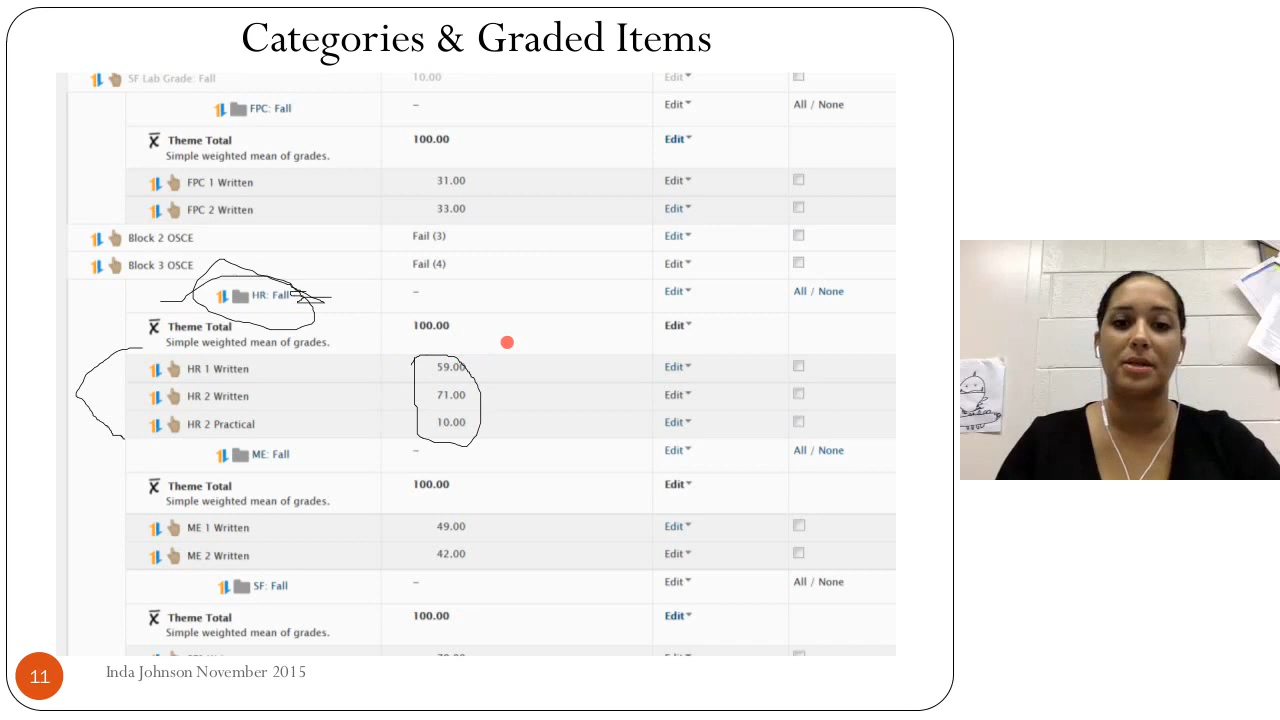 Categories & Graded Items
SF Lab Grade: Fall 10.00 Edit
FPC: Fall – Edit All / None
Theme Total 100.00 Edit
Simple weighted mean of grades.
FPC 1 Written 31.00 Edit
FPC 2 Written 33.00 Edit
Block 2 OSCE Fail (3) Edit
Block 3 OSCE Fail (4) Edit
HR: Fall – Edit All / None
Theme Total 100.00 Edit
Simple weighted mean of grades.
HR 1 Written 59.00 Edit
HR 2 Written 71.00 Edit
HR 2 Practical 10.00 Edit
ME: Fall – Edit All / None
Theme Total 100.00 Edit
Simple weighted mean of grades.
ME 1 Written 49.00 Edit
ME 2 Written 42.00 Edit
SF: Fall – Edit All / None
Theme Total 100.00 Edit
Simple weighted mean of grades.
11 Inda Johnson November 2015